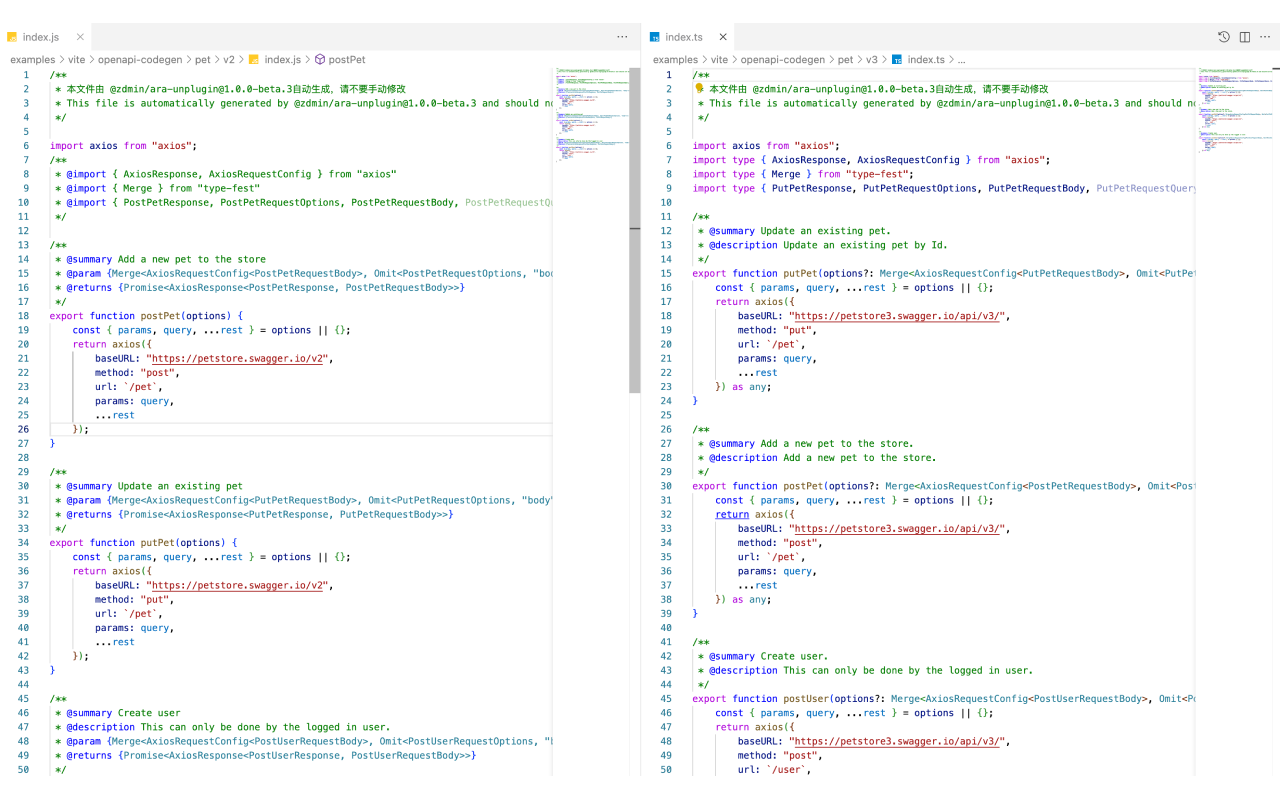 index.js
examples > vite > openapi-codegen > pet > v2 > index.js > postPet
1 /**
2  * 本文件由 @zdmin/ara-unplugin@1.0.0-beta.3自动生成，请不要手动修改
3  * This file is automatically generated by @zdmin/ara-unplugin@1.0.0-beta.3 and should no
4  */
5
6 import axios from "axios";
7 /**
8  * @import { AxiosResponse, AxiosRequestConfig } from "axios"
9  * @import { Merge } from "type-fest"
10  * @import { PostPetResponse, PostPetRequestOptions, PostPetRequestBody, PostPetRequestQu
11  */
12
13 /**
14  * @summary Add a new pet to the store
15  * @param {Merge<AxiosRequestConfig<PostPetRequestBody>, Omit<PostPetRequestOptions, "bod
16  * @returns {Promise<AxiosResponse<PostPetResponse, PostPetRequestBody>>}
17  */
18 export function postPet(options) {
19     const { params, query, ...rest } = options || {};
20     return axios({
21         baseURL: "https://petstore.swagger.io/v2",
22         method: "post",
23         url: `/pet`,
24         params: query,
25         ...rest
26     });
27 }
28
29 /**
30  * @summary Update an existing pet
31  * @param {Merge<AxiosRequestConfig<PutPetRequestBody>, Omit<PutPetRequestOptions, "body"
32  * @returns {Promise<AxiosResponse<PutPetResponse, PutPetRequestBody>>}
33  */
34 export function putPet(options) {
35     const { params, query, ...rest } = options || {};
36     return axios({
37         baseURL: "https://petstore.swagger.io/v2",
38         method: "put",
39         url: `/pet`,
40         params: query,
41         ...rest
42     });
43 }
44
45 /**
46  * @summary Create user
47  * @description This can only be done by the logged in user.
48  * @param {Merge<AxiosRequestConfig<PostUserRequestBody>, Omit<PostUserRequestOptions, "b
49  * @returns {Promise<AxiosResponse<PostUserResponse, PostUserRequestBody>>}
50  */
TS index.ts
examples > vite > openapi-codegen > pet > v3 > TS index.ts > ...
1 /**
2  * 本文件由 @zdmin/ara-unplugin@1.0.0-beta.3自动生成，请不要手动修改
3  * This file is automatically generated by @zdmin/ara-unplugin@1.0.0-beta.3 and should no
4  */
5
6 import axios from "axios";
7 import type { AxiosResponse, AxiosRequestConfig } from "axios";
8 import type { Merge } from "type-fest";
9 import type { PutPetResponse, PutPetRequestOptions, PutPetRequestBody, PutPetRequestQuery
10
11 /**
12  * @summary Update an existing pet.
13  * @description Update an existing pet by Id.
14  */
15 export function putPet(options?: Merge<AxiosRequestConfig<PutPetRequestBody>, Omit<PutPet
16     const { params, query, ...rest } = options || {};
17     return axios({
18         baseURL: "https://petstore3.swagger.io/api/v3/",
19         method: "put",
20         url: `/pet`,
21         params: query,
22         ...rest
23     }) as any;
24 }
25
26 /**
27  * @summary Add a new pet to the store.
28  * @description Add a new pet to the store.
29  */
30 export function postPet(options?: Merge<AxiosRequestConfig<PostPetRequestBody>, Omit<Post
31     const { params, query, ...rest } = options || {};
32     return axios({
33         baseURL: "https://petstore3.swagger.io/api/v3/",
34         method: "post",
35         url: `/pet`,
36         params: query,
37         ...rest
38     }) as any;
39 }
40
41 /**
42  * @summary Create user.
43  * @description This can only be done by the logged in user.
44  */
45 export function postUser(options?: Merge<AxiosRequestConfig<PostUserRequestBody>, Omit<Po
46     const { params, query, ...rest } = options || {};
47     return axios({
48         baseURL: "https://petstore3.swagger.io/api/v3/",
49         method: "post",
50         url: `/user`,